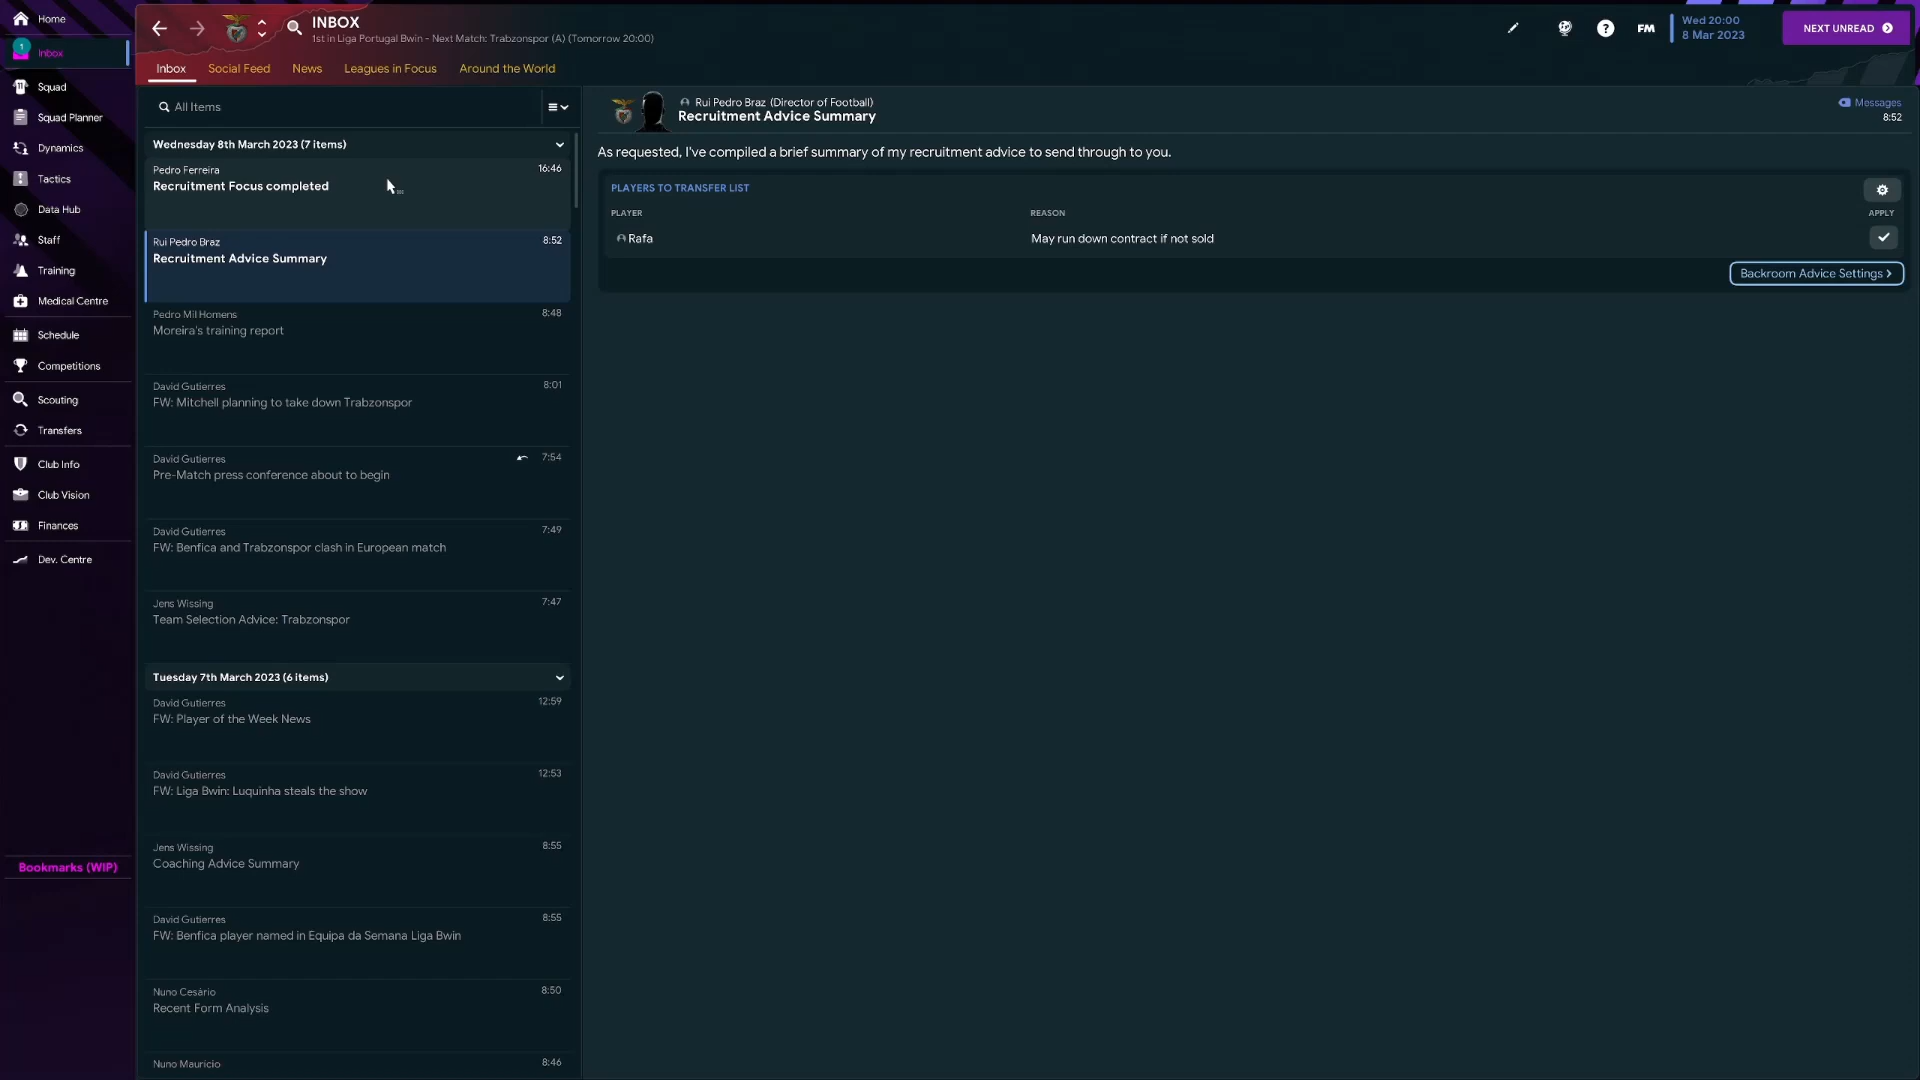 Home
1
Inbox
Squad
Squad Planner
Dynamics
Tactics
Data Hub
Staff
Training
Medical Centre
Schedule
Competitions
Scouting
Transfers
Club Info
Club Vision
Finances
Dev. Centre
Bookmarks (WIP)
INBOX
1st in Liga Portugal Bwin - Next Match: Trabzonspor (A) (Tomorrow 20:00)
FM
Wed 20:00
8 Mar 2023
NEXT UNREAD
Inbox Social Feed News Leagues in Focus Around the World
All Items
Wednesday 8th March 2023 (7 items)
Pedro Ferreira 16:46
Recruitment Focus completed
Rui Pedro Braz 8:52
Recruitment Advice Summary
Pedro Mil Homens 8:48
Moreira's training report
David Gutierres 8:01
FW: Mitchell planning to take down Trabzonspor
David Gutierres 7:54
Pre-Match press conference about to begin
David Gutierres 7:49
FW: Benfica and Trabzonspor clash in European match
Jens Wissing 7:47
Team Selection Advice: Trabzonspor
Tuesday 7th March 2023 (6 items)
David Gutierres 12:59
FW: Player of the Week News
David Gutierres 12:53
FW: Liga Bwin: Luquinha steals the show
Jens Wissing 8:55
Coaching Advice Summary
David Gutierres 8:55
FW: Benfica player named in Equipa da Semana Liga Bwin
Nuno Cesário 8:50
Recent Form Analysis
Nuno Maurício 8:46
Rui Pedro Braz (Director of Football)
Recruitment Advice Summary
Messages
8:52
As requested, I've compiled a brief summary of my recruitment advice to send through to you.
PLAYERS TO TRANSFER LIST
PLAYER REASON APPLY
Rafa May run down contract if not sold
Backroom Advice Settings >